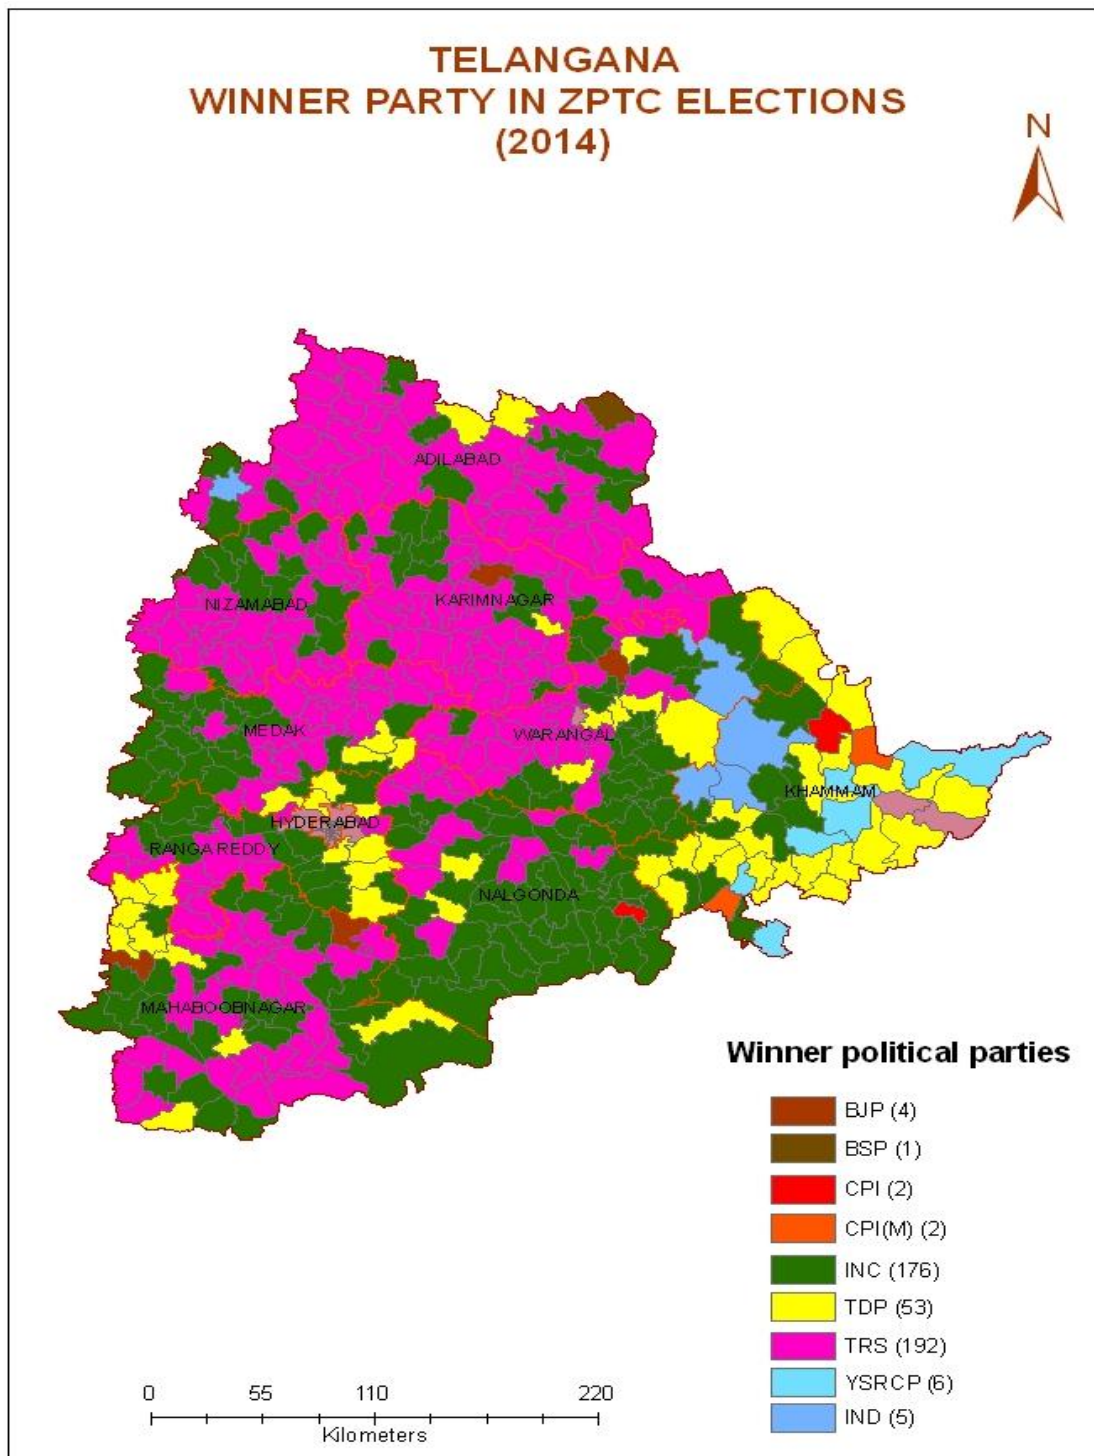 TELANGANA
WINNER PARTY IN ZPTC ELECTIONS
(2014)
N
ADILABAD
NIZAMABAD
KARIMNAGAR
MEDAK
WARANGAL
KHAMMAM
HYDERABAD
RANGA REDDY
NALGONDA
MAHABOOBNAGAR
Winner political parties
BJP (4)
BSP (1)
CPI (2)
CPI(M) (2)
INC (176)
TDP (53)
TRS (192)
YSRCP (6)
IND (5)
0 55 110 220
Kilometers